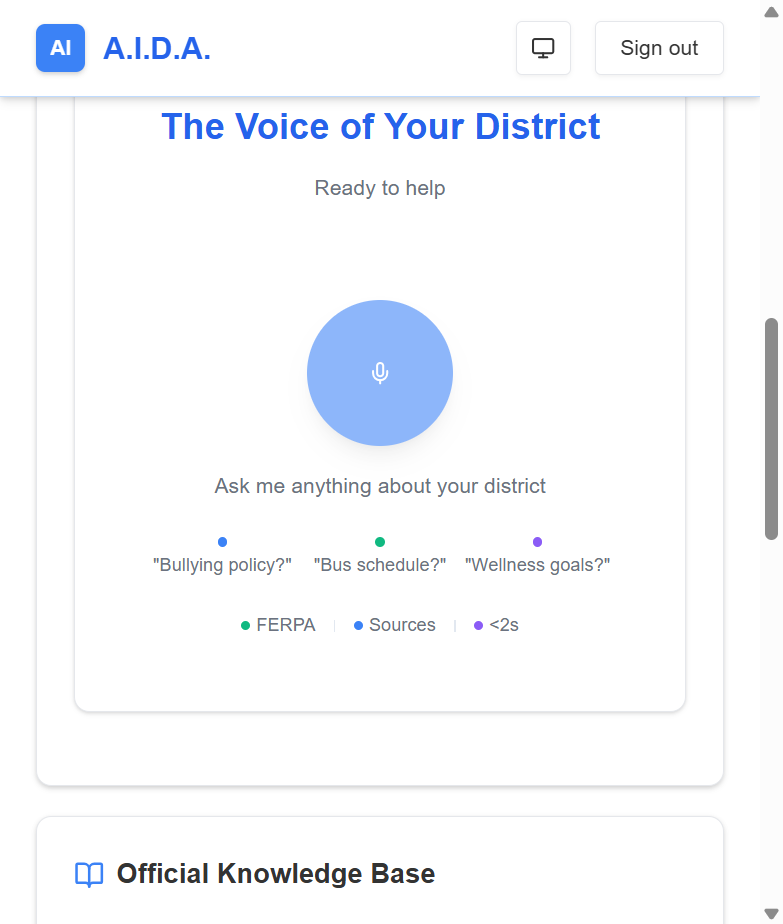 AI A.I.D.A. Sign out
The Voice of Your District
Ready to help
Ask me anything about your district
"Bullying policy?" "Bus schedule?" "Wellness goals?"
FERPA Sources <2s
Official Knowledge Base